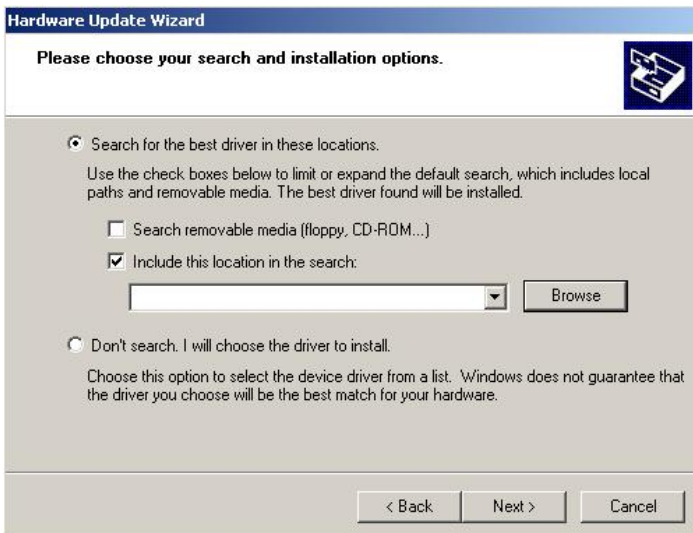 Hardware Update Wizard
Please choose your search and installation options.
Search for the best driver in these locations.
Use the check boxes below to limit or expand the default search, which includes local
paths and removable media. The best driver found will be installed.
Search removable media (floppy, CD-ROM...)
Include this location in the search:
Browse
Don't search. I will choose the driver to install.
Choose this option to select the device driver from a list. Windows does not guarantee that
the driver you choose will be the best match for your hardware.
< Back Next > Cancel